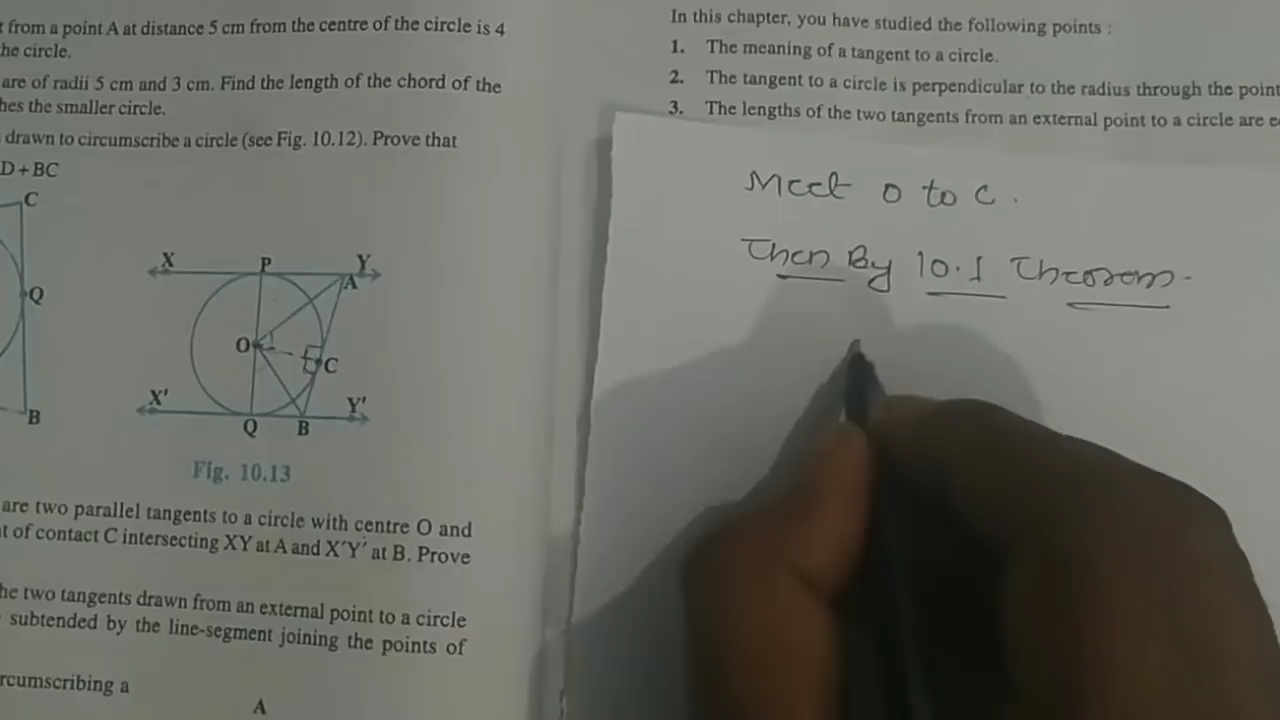 t from a point A at distance 5 cm from the centre of the circle is 4
he circle.
are of radii 5 cm and 3 cm. Find the length of the chord of the
hes the smaller circle.
drawn to circumscribe a circle (see Fig. 10.12). Prove that
D + BC
C
Q
B
X P Y
A
O
C
X' Y'
Q B
Fig. 10.13
are two parallel tangents to a circle with centre O and
t of contact C intersecting XY at A and X'Y' at B. Prove
he two tangents drawn from an external point to a circle
subtended by the line-segment joining the points of
rcumscribing a
A
In this chapter, you have studied the following points :
1. The meaning of a tangent to a circle.
2. The tangent to a circle is perpendicular to the radius through the point
3. The lengths of the two tangents from an external point to a circle are e
Meet O to C.
Then By 10.1 Theorem.